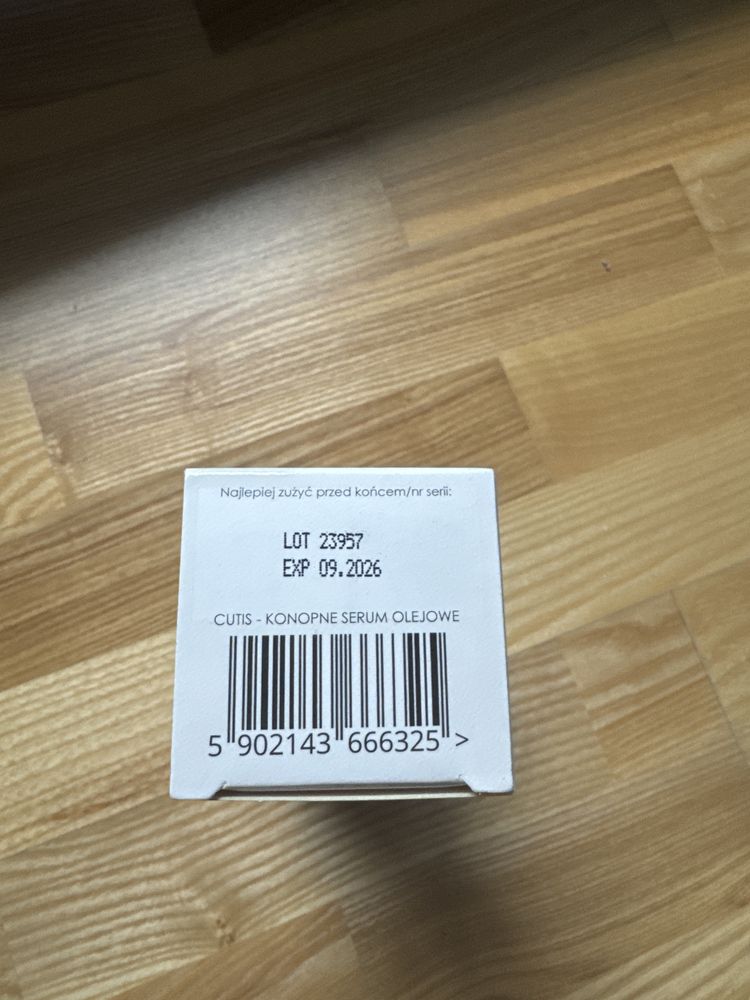 Najlepiej zużyć przed końcem/nr serii:
LOT 23957
EXP 09.2026
CUTIS - KONOPNE SERUM OLEJOWE
5 902143 666325 >